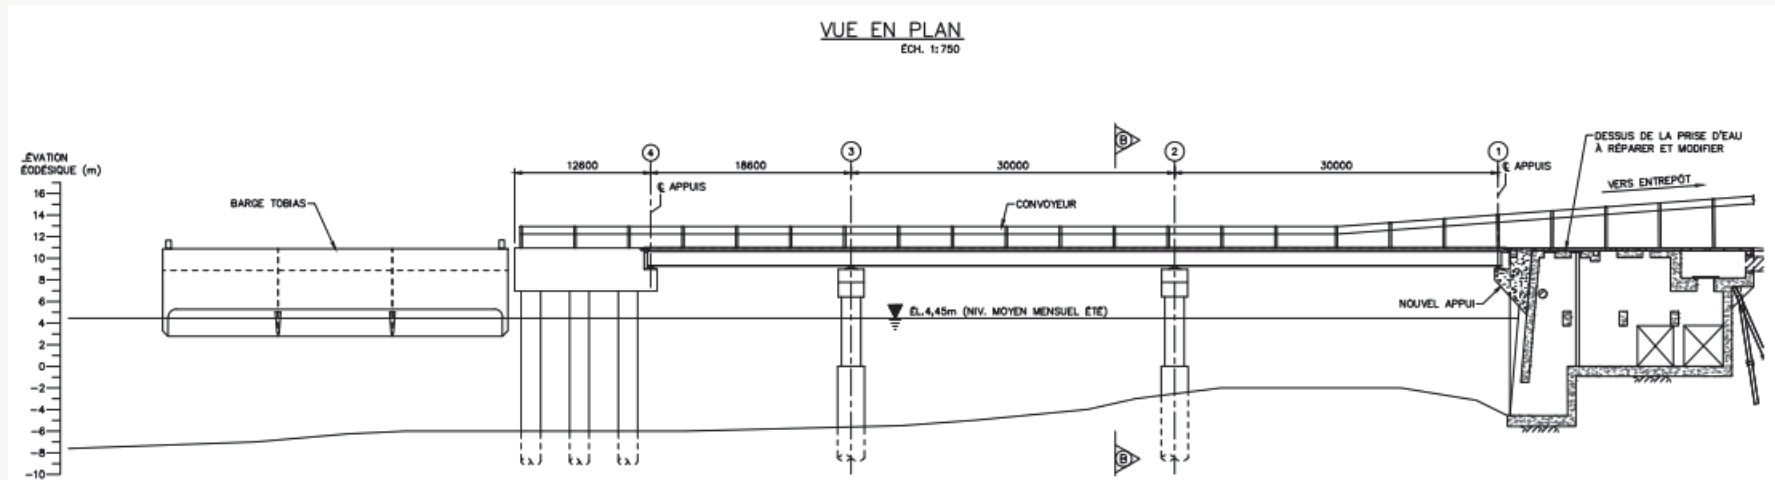 VUE EN PLAN
ÉCH. 1:750
B
DESSUS DE LA PRISE D'EAU
À RÉPARER ET MODIFIER
4
3
2
1
ÉVATION
ÉODÉSIQUE (m)
12600
18600
30000
30000
℄ APPUIS
℄ APPUIS
VERS ENTREPÔT
BARGE TOBIAS
CONVOYEUR
16
14
12
10
8
6
4
2
0
-2
-4
-6
-8
-10
NOUVEL APPUI
ÉL.4,45m (NIV. MOYEN MENSUEL ÉTÉ)
B